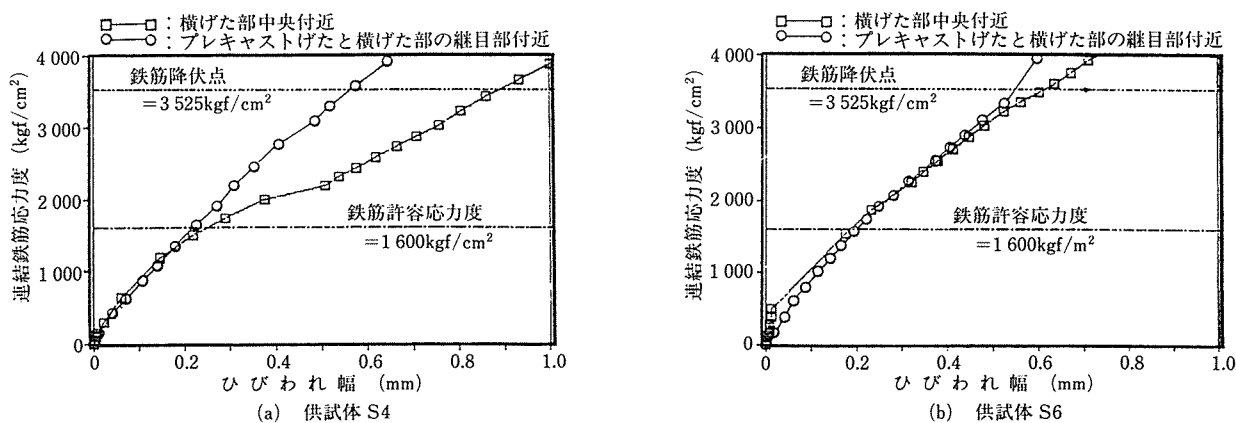 □—□：横げた部中央付近
○—○：プレキャストげたと横げた部の継目部付近
連結鉄筋応力度 (kgf/cm²)
4 000
3 000
2 000
1 000
0
鉄筋降伏点
＝3 525kgf/cm²
鉄筋許容応力度
＝1 600kgf/cm²
0 0.2 0.4 0.6 0.8 1.0
ひびわれ幅 (mm)
(a) 供試体 S4
□—□：横げた部中央付近
○—○：プレキャストげたと横げた部の継目部付近
連結鉄筋応力度 (kgf/cm²)
4 000
3 000
2 000
1 000
0
鉄筋降伏点
＝3 525kgf/cm²
鉄筋許容応力度
＝1 600kgf/m²
0 0.2 0.4 0.6 0.8 1.0
ひびわれ幅 (mm)
(b) 供試体 S6